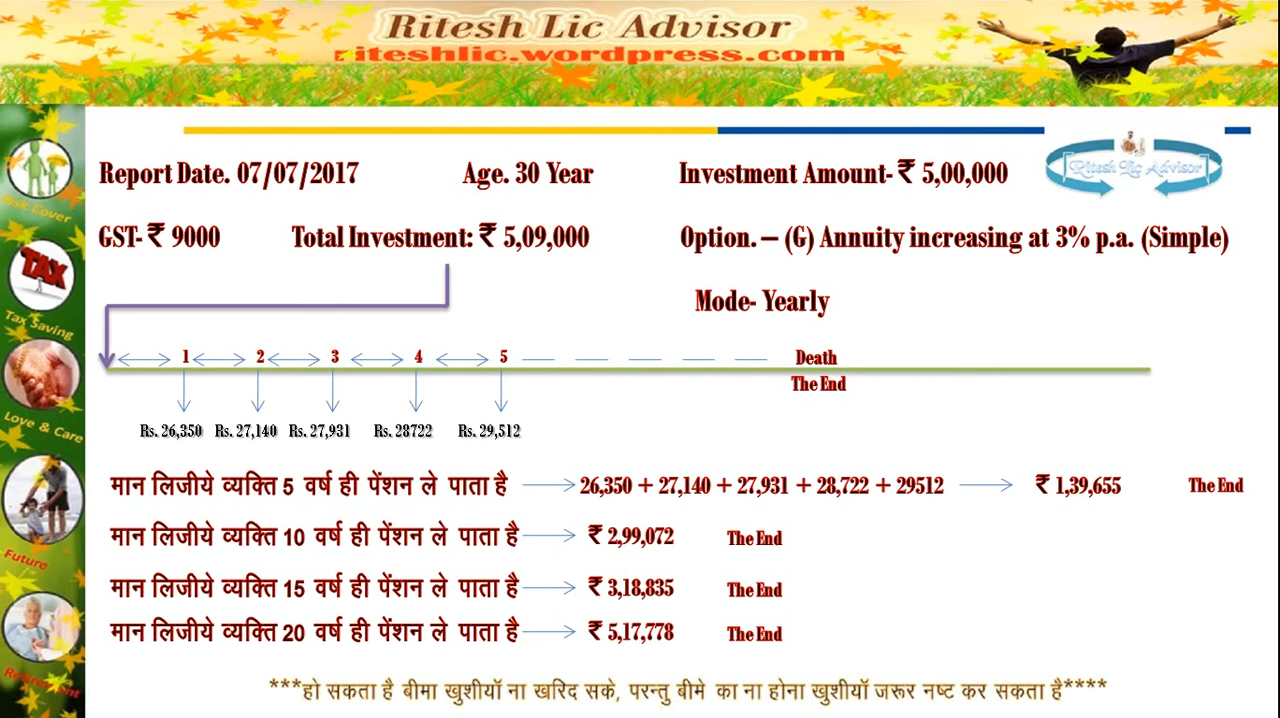 Ritesh Lic Advisor
riteshlic.wordpress.com
Report Date. 07/07/2017 Age. 30 Year Investment Amount- ₹ 5,00,000
Ritesh Lic Advisor
GST- ₹ 9000 Total Investment: ₹ 5,09,000 Option. – (G) Annuity increasing at 3% p.a. (Simple)
Mode- Yearly
1 2 3 4 5 Death
The End
Rs. 26,350 Rs. 27,140 Rs. 27,931 Rs. 28722 Rs. 29,512
मान लिजीये व्यक्ति 5 वर्ष ही पेंशन ले पाता है 26,350 + 27,140 + 27,931 + 28,722 + 29512 ₹ 1,39,655 The End
मान लिजीये व्यक्ति 10 वर्ष ही पेंशन ले पाता है ₹ 2,99,072 The End
मान लिजीये व्यक्ति 15 वर्ष ही पेंशन ले पाता है ₹ 3,18,835 The End
मान लिजीये व्यक्ति 20 वर्ष ही पेंशन ले पाता है ₹ 5,17,778 The End
***हो सकता है बीमा खुशीयॉ ना खरिद सके, परन्तु बीमे का ना होना खुशीयॉ जरूर नष्ट कर सकता है****
Risk Cover
TAX
Tax Saving
Love & Care
Future
Retirement